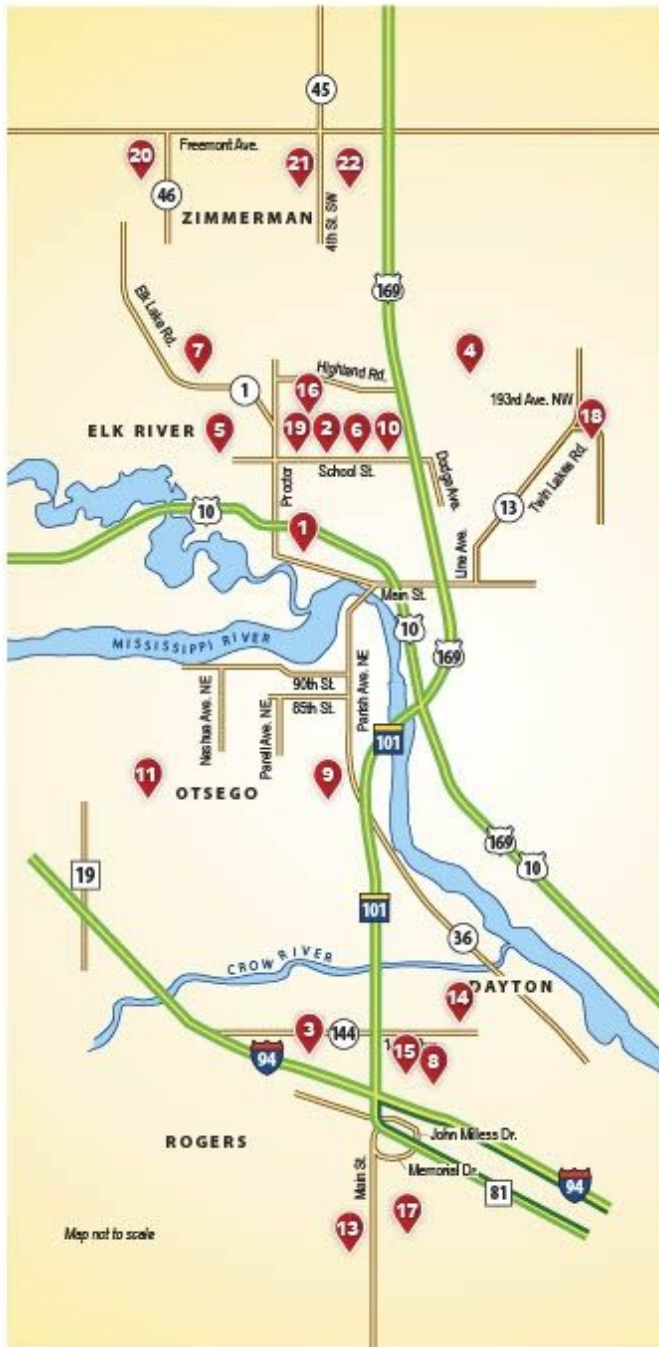 45
Freemont Ave.
20
21
22
46
ZIMMERMAN
4th St. SW
169
Elk Lake Rd.
7
4
Highland Rd.
1
16
193rd Ave. NW
18
ELK RIVER
5
19
2
6
10
School St.
Proctor
Dodge Ave.
Twin Lakes Rd.
13
10
1
Line Ave.
Main St.
10
MISSISSIPPI RIVER
169
90th St.
85th St.
Nashua Ave. NE
Parell Ave. NE
Parish Ave. NE
101
11
9
OTSEGO
169
10
19
101
36
CROW RIVER
DAYTON
14
3
144
15
8
94
ROGERS
John Milless Dr.
Memorial Dr.
Main St.
81
94
17
13
Map not to scale